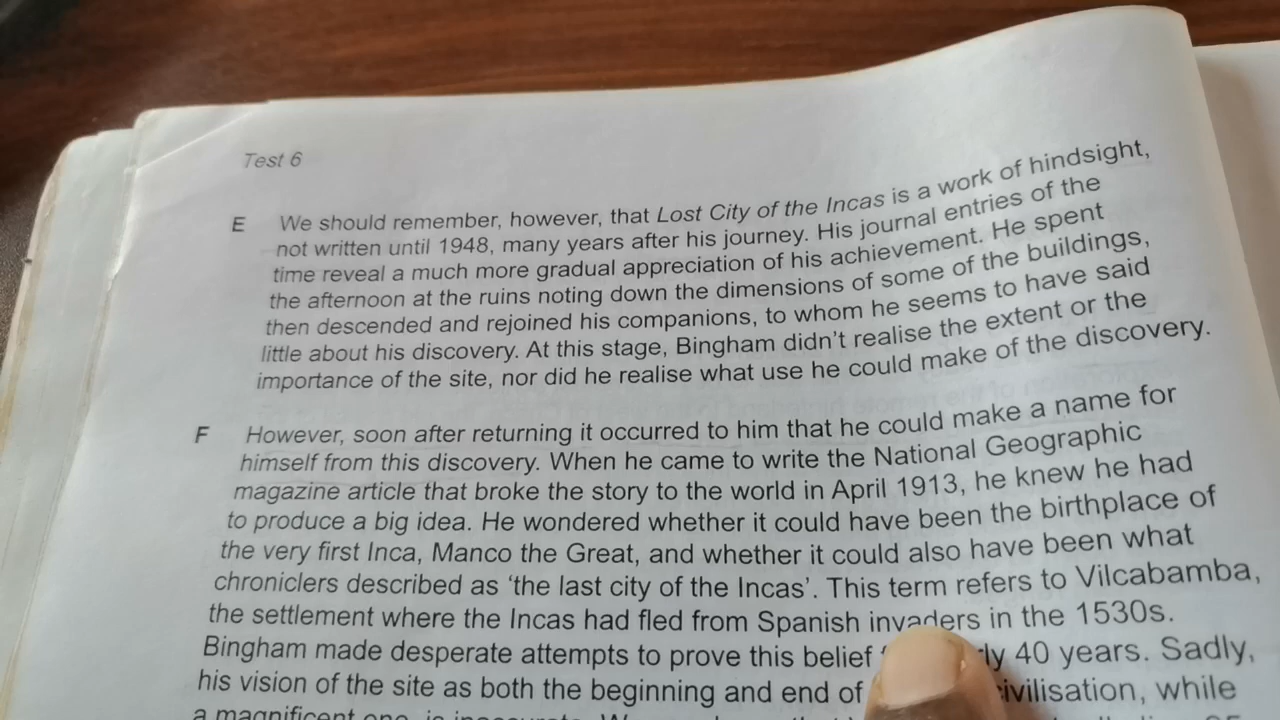 Test 6
E We should remember, however, that Lost City of the Incas is a work of hindsight,
not written until 1948, many years after his journey. His journal entries of the
time reveal a much more gradual appreciation of his achievement. He spent
the afternoon at the ruins noting down the dimensions of some of the buildings,
then descended and rejoined his companions, to whom he seems to have said
little about his discovery. At this stage, Bingham didn't realise the extent or the
importance of the site, nor did he realise what use he could make of the discovery.
F However, soon after returning it occurred to him that he could make a name for
himself from this discovery. When he came to write the National Geographic
magazine article that broke the story to the world in April 1913, he knew he had
to produce a big idea. He wondered whether it could have been the birthplace of
the very first Inca, Manco the Great, and whether it could also have been what
chroniclers described as 'the last city of the Incas'. This term refers to Vilcabamba,
the settlement where the Incas had fled from Spanish invaders in the 1530s.
Bingham made desperate attempts to prove this belief 40 years. Sadly,
his vision of the site as both the beginning and end of civilisation, while
a magnificent one, is inaccurate.